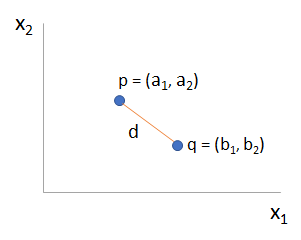 x₂
p = (a₁, a₂)
d
q = (b₁, b₂)
x₁